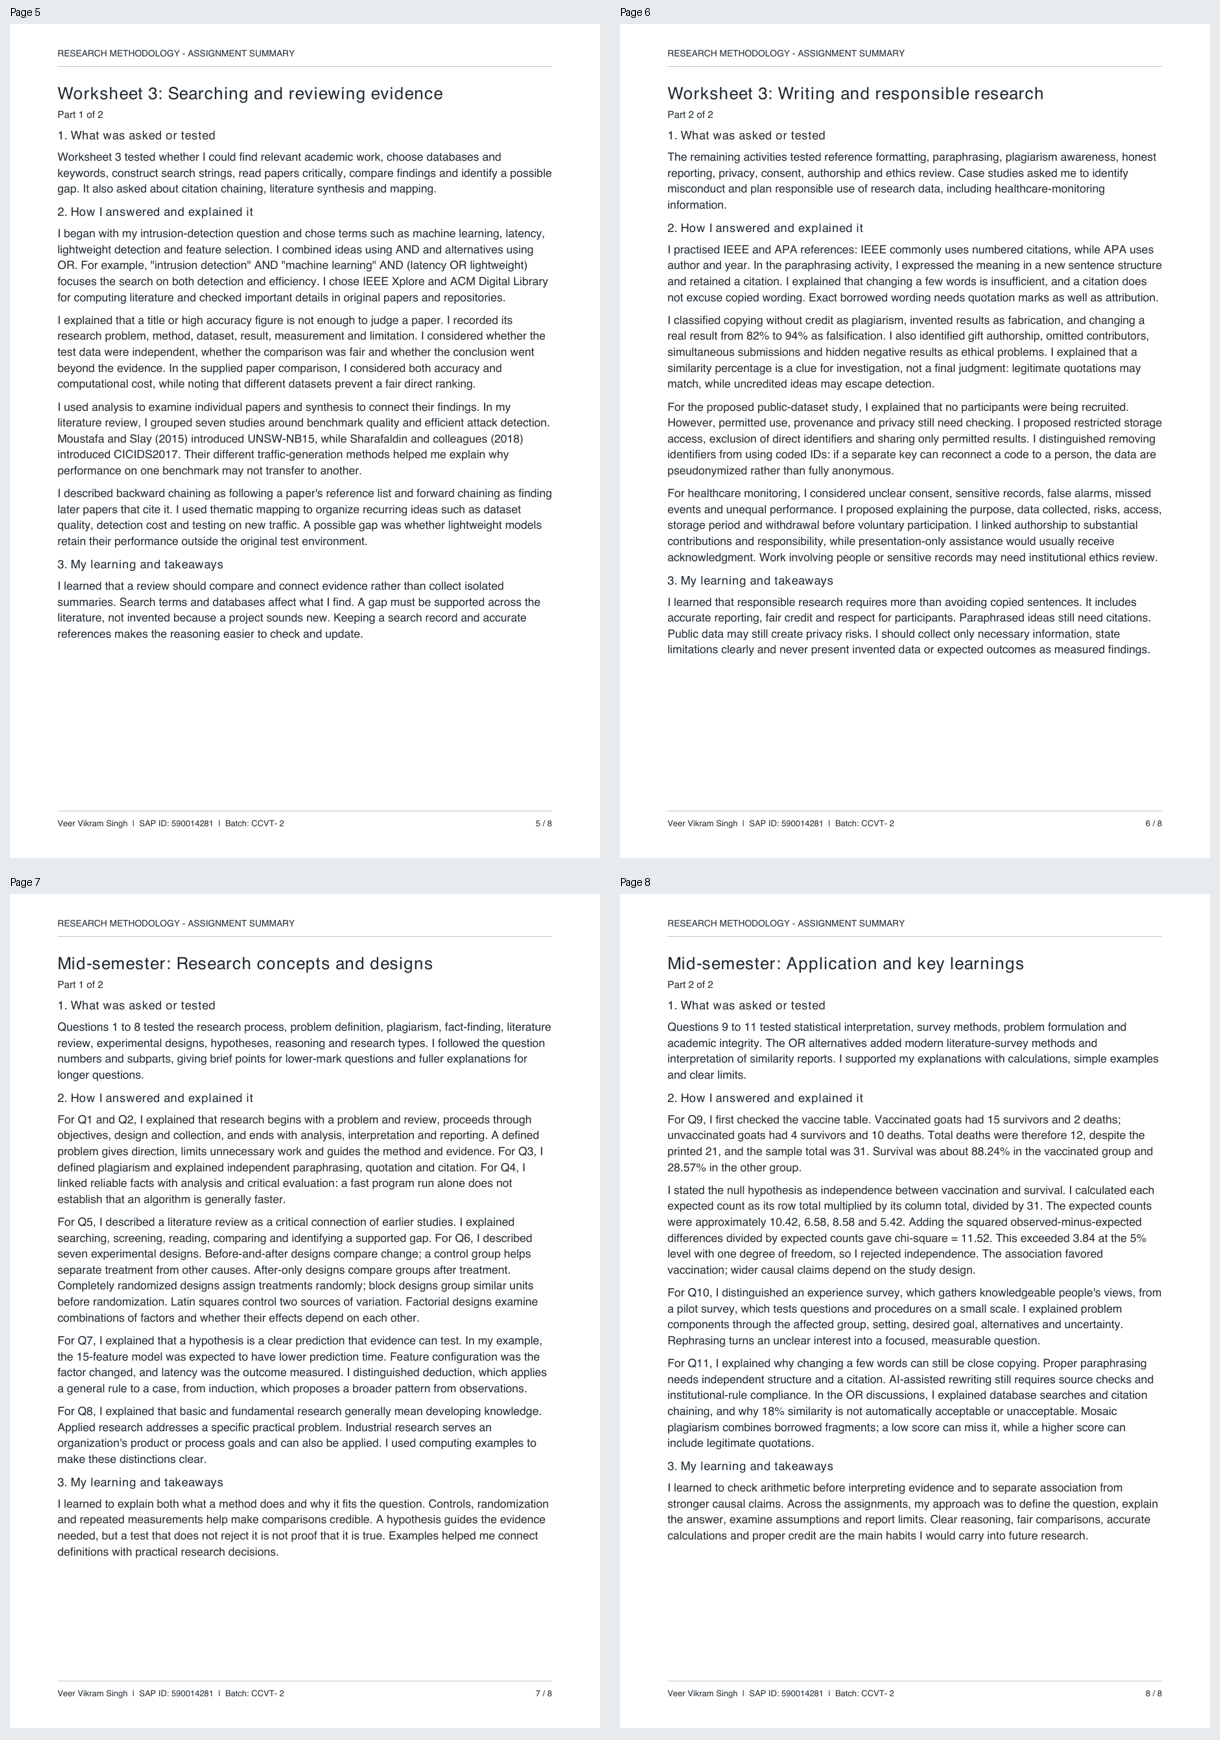 Page 5
RESEARCH METHODOLOGY - ASSIGNMENT SUMMARY
Worksheet 3: Searching and reviewing evidence
Part 1 of 2
1. What was asked or tested
Worksheet 3 tested whether I could find relevant academic work, choose databases and
keywords, construct search strings, read papers critically, compare findings and identify a possible
gap. It also asked about citation chaining, literature synthesis and mapping.
2. How I answered and explained it
I began with my intrusion-detection question and chose terms such as machine learning, latency,
lightweight detection and feature selection. I combined ideas using AND and alternatives using
OR. For example, "intrusion detection" AND "machine learning" AND (latency OR lightweight)
focuses the search on both detection and efficiency. I chose IEEE Xplore and ACM Digital Library
for computing literature and checked important details in original papers and repositories.
I explained that a title or high accuracy figure is not enough to judge a paper. I recorded its
research problem, method, dataset, result, measurement and limitation. I considered whether the
test data were independent, whether the comparison was fair and whether the conclusion went
beyond the evidence. In the supplied paper comparison, I considered both accuracy and
computational cost, while noting that different datasets prevent a fair direct ranking.
I used analysis to examine individual papers and synthesis to connect their findings. In my
literature review, I grouped seven studies around benchmark quality and efficient attack detection.
Moustafa and Slay (2015) introduced UNSW-NB15, while Sharafaldin and colleagues (2018)
introduced CICIDS2017. Their different traffic-generation methods helped me explain why
performance on one benchmark may not transfer to another.
I described backward chaining as following a paper's reference list and forward chaining as finding
later papers that cite it. I used thematic mapping to organize recurring ideas such as dataset
quality, detection cost and testing on new traffic. A possible gap was whether lightweight models
retain their performance outside the original test environment.
3. My learning and takeaways
I learned that a review should compare and connect evidence rather than collect isolated
summaries. Search terms and databases affect what I find. A gap must be supported across the
literature, not invented because a project sounds new. Keeping a search record and accurate
references makes the reasoning easier to check and update.
Veer Vikram Singh | SAP ID: 590014281 | Batch: CCVT- 2
5 / 8
Page 6
RESEARCH METHODOLOGY - ASSIGNMENT SUMMARY
Worksheet 3: Writing and responsible research
Part 2 of 2
1. What was asked or tested
The remaining activities tested reference formatting, paraphrasing, plagiarism awareness, honest
reporting, privacy, consent, authorship and ethics review. Case studies asked me to identify
misconduct and plan responsible use of research data, including healthcare-monitoring
information.
2. How I answered and explained it
I practised IEEE and APA references: IEEE commonly uses numbered citations, while APA uses
author and year. In the paraphrasing activity, I expressed the meaning in a new sentence structure
and retained a citation. I explained that changing a few words is insufficient, and a citation does
not excuse copied wording. Exact borrowed wording needs quotation marks as well as attribution.
I classified copying without credit as plagiarism, invented results as fabrication, and changing a
real result from 82% to 94% as falsification. I also identified gift authorship, omitted contributors,
simultaneous submissions and hidden negative results as ethical problems. I explained that a
similarity percentage is a clue for investigation, not a final judgment: legitimate quotations may
match, while uncredited ideas may escape detection.
For the proposed public-dataset study, I explained that no participants were being recruited.
However, permitted use, provenance and privacy still need checking. I proposed restricted storage
access, exclusion of direct identifiers and sharing only permitted results. I distinguished removing
identifiers from using coded IDs: if a separate key can reconnect a code to a person, the data are
pseudonymized rather than fully anonymous.
For healthcare monitoring, I considered unclear consent, sensitive records, false alarms, missed
events and unequal performance. I proposed explaining the purpose, data collected, risks, access,
storage period and withdrawal before voluntary participation. I linked authorship to substantial
contributions and responsibility, while presentation-only assistance would usually receive
acknowledgment. Work involving people or sensitive records may need institutional ethics review.
3. My learning and takeaways
I learned that responsible research requires more than avoiding copied sentences. It includes
accurate reporting, fair credit and respect for participants. Paraphrased ideas still need citations.
Public data may still create privacy risks. I should collect only necessary information, state
limitations clearly and never present invented data or expected outcomes as measured findings.
Veer Vikram Singh | SAP ID: 590014281 | Batch: CCVT- 2
6 / 8
Page 7
RESEARCH METHODOLOGY - ASSIGNMENT SUMMARY
Mid-semester: Research concepts and designs
Part 1 of 2
1. What was asked or tested
Questions 1 to 8 tested the research process, problem definition, plagiarism, fact-finding, literature
review, experimental designs, hypotheses, reasoning and research types. I followed the question
numbers and subparts, giving brief points for lower-mark questions and fuller explanations for
longer questions.
2. How I answered and explained it
For Q1 and Q2, I explained that research begins with a problem and review, proceeds through
objectives, design and collection, and ends with analysis, interpretation and reporting. A defined
problem gives direction, limits unnecessary work and guides the method and evidence. For Q3, I
defined plagiarism and explained independent paraphrasing, quotation and citation. For Q4, I
linked reliable facts with analysis and critical evaluation: a fast program run alone does not
establish that an algorithm is generally faster.
For Q5, I described a literature review as a critical connection of earlier studies. I explained
searching, screening, reading, comparing and identifying a supported gap. For Q6, I described
seven experimental designs. Before-and-after designs compare change; a control group helps
separate treatment from other causes. After-only designs compare groups after treatment.
Completely randomized designs assign treatments randomly; block designs group similar units
before randomization. Latin squares control two sources of variation. Factorial designs examine
combinations of factors and whether their effects depend on each other.
For Q7, I explained that a hypothesis is a clear prediction that evidence can test. In my example,
the 15-feature model was expected to have lower prediction time. Feature configuration was the
factor changed, and latency was the outcome measured. I distinguished deduction, which applies
a general rule to a case, from induction, which proposes a broader pattern from observations.
For Q8, I explained that basic and fundamental research generally mean developing knowledge.
Applied research addresses a specific practical problem. Industrial research serves an
organization's product or process goals and can also be applied. I used computing examples to
make these distinctions clear.
3. My learning and takeaways
I learned to explain both what a method does and why it fits the question. Controls, randomization
and repeated measurements help make comparisons credible. A hypothesis guides the evidence
needed, but a test that does not reject it is not proof that it is true. Examples helped me connect
definitions with practical research decisions.
Veer Vikram Singh | SAP ID: 590014281 | Batch: CCVT- 2
7 / 8
Page 8
RESEARCH METHODOLOGY - ASSIGNMENT SUMMARY
Mid-semester: Application and key learnings
Part 2 of 2
1. What was asked or tested
Questions 9 to 11 tested statistical interpretation, survey methods, problem formulation and
academic integrity. The OR alternatives added modern literature-survey methods and
interpretation of similarity reports. I supported my explanations with calculations, simple examples
and clear limits.
2. How I answered and explained it
For Q9, I first checked the vaccine table. Vaccinated goats had 15 survivors and 2 deaths;
unvaccinated goats had 4 survivors and 10 deaths. Total deaths were therefore 12, despite the
printed 21, and the sample total was 31. Survival was about 88.24% in the vaccinated group and
28.57% in the other group.
I stated the null hypothesis as independence between vaccination and survival. I calculated each
expected count as its row total multiplied by its column total, divided by 31. The expected counts
were approximately 10.42, 6.58, 8.58 and 5.42. Adding the squared observed-minus-expected
differences divided by expected counts gave chi-square = 11.52. This exceeded 3.84 at the 5%
level with one degree of freedom, so I rejected independence. The association favored
vaccination; wider causal claims depend on the study design.
For Q10, I distinguished an experience survey, which gathers knowledgeable people's views, from
a pilot survey, which tests questions and procedures on a small scale. I explained problem
components through the affected group, setting, desired goal, alternatives and uncertainty.
Rephrasing turns an unclear interest into a focused, measurable question.
For Q11, I explained why changing a few words can still be close copying. Proper paraphrasing
needs independent structure and a citation. AI-assisted rewriting still requires source checks and
institutional-rule compliance. In the OR discussions, I explained database searches and citation
chaining, and why 18% similarity is not automatically acceptable or unacceptable. Mosaic
plagiarism combines borrowed fragments; a low score can miss it, while a higher score can
include legitimate quotations.
3. My learning and takeaways
I learned to check arithmetic before interpreting evidence and to separate association from
stronger causal claims. Across the assignments, my approach was to define the question, explain
the answer, examine assumptions and report limits. Clear reasoning, fair comparisons, accurate
calculations and proper credit are the main habits I would carry into future research.
Veer Vikram Singh | SAP ID: 590014281 | Batch: CCVT- 2
8 / 8